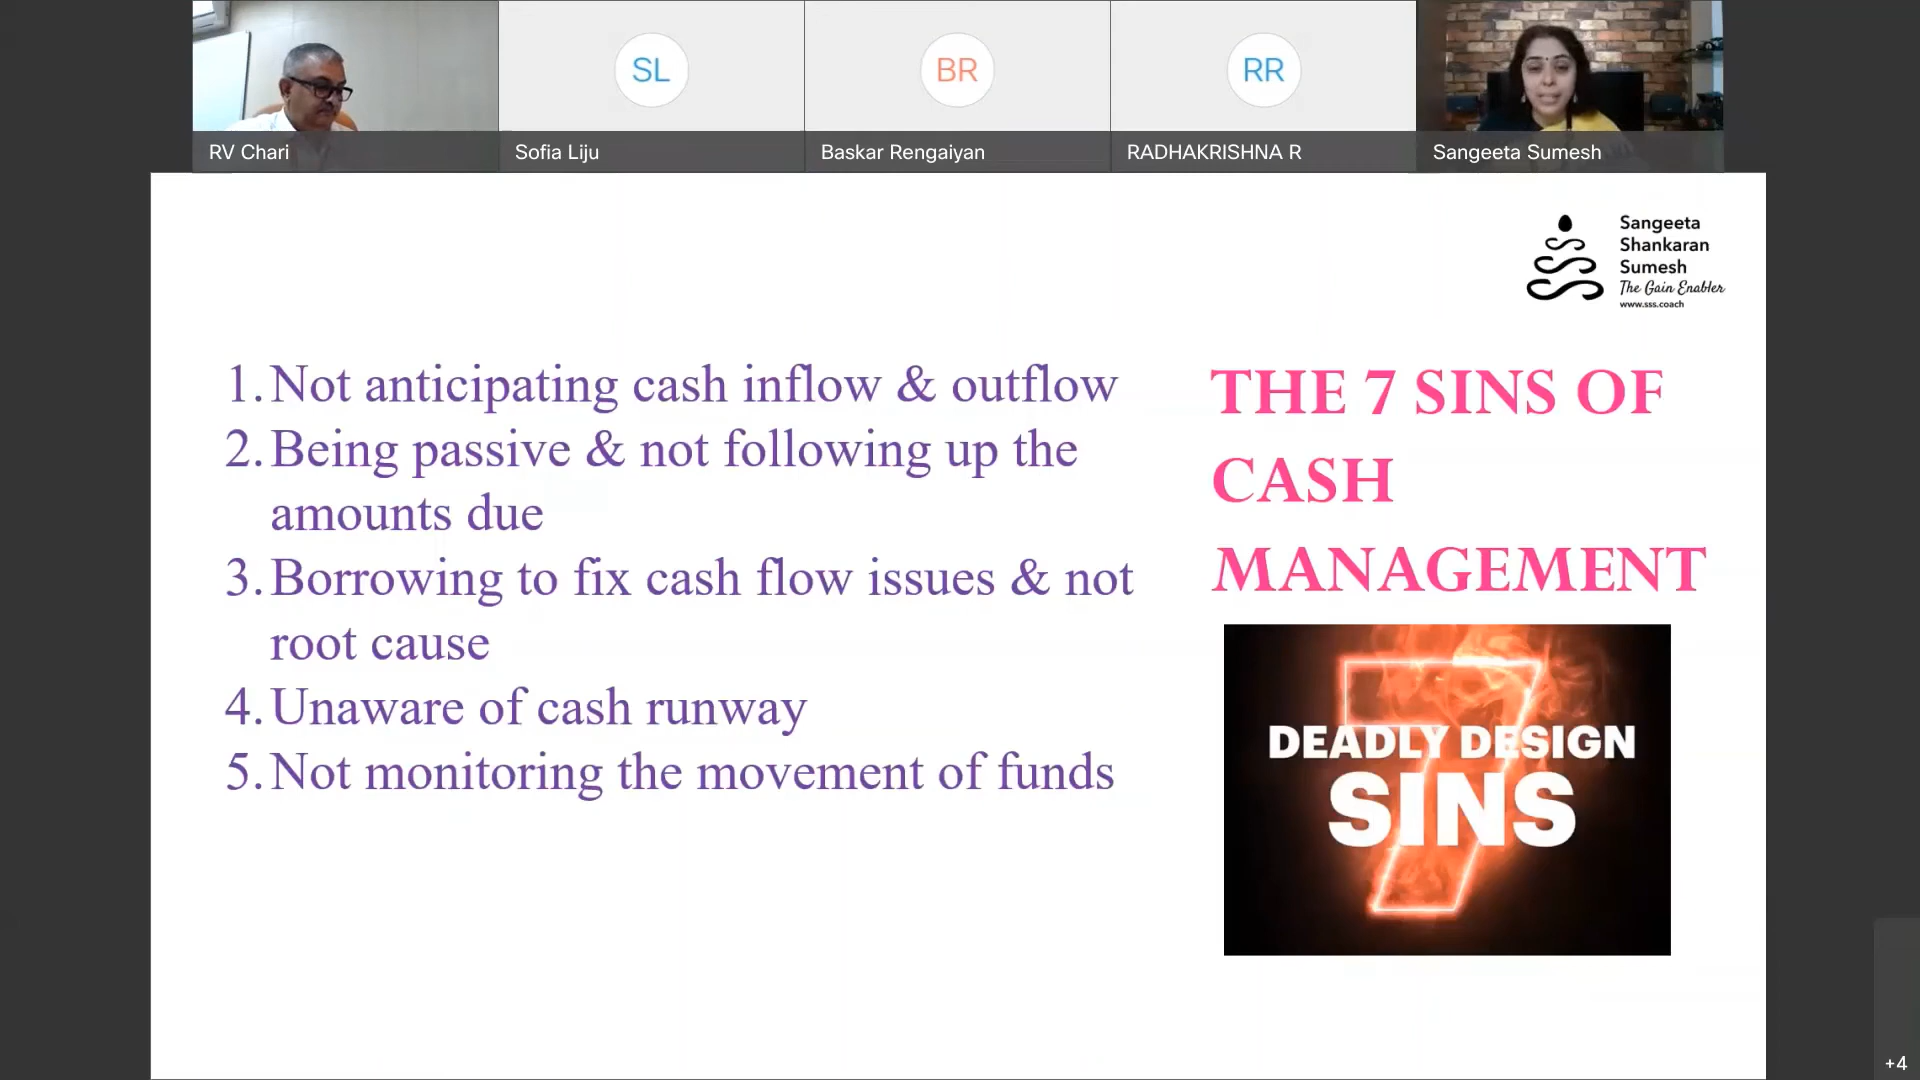 SL
BR
RR
RV Chari
Sofia Liju
Baskar Rengaiyan
RADHAKRISHNA R
Sangeeta Sumesh
Sangeeta
Shankaran
Sumesh
The Gain Enabler
www.sss.coach
1. Not anticipating cash inflow & outflow
2. Being passive & not following up the
amounts due
3. Borrowing to fix cash flow issues & not
root cause
4. Unaware of cash runway
5. Not monitoring the movement of funds
THE 7 SINS OF
CASH
MANAGEMENT
7
DEADLY DESIGN
SINS
+4